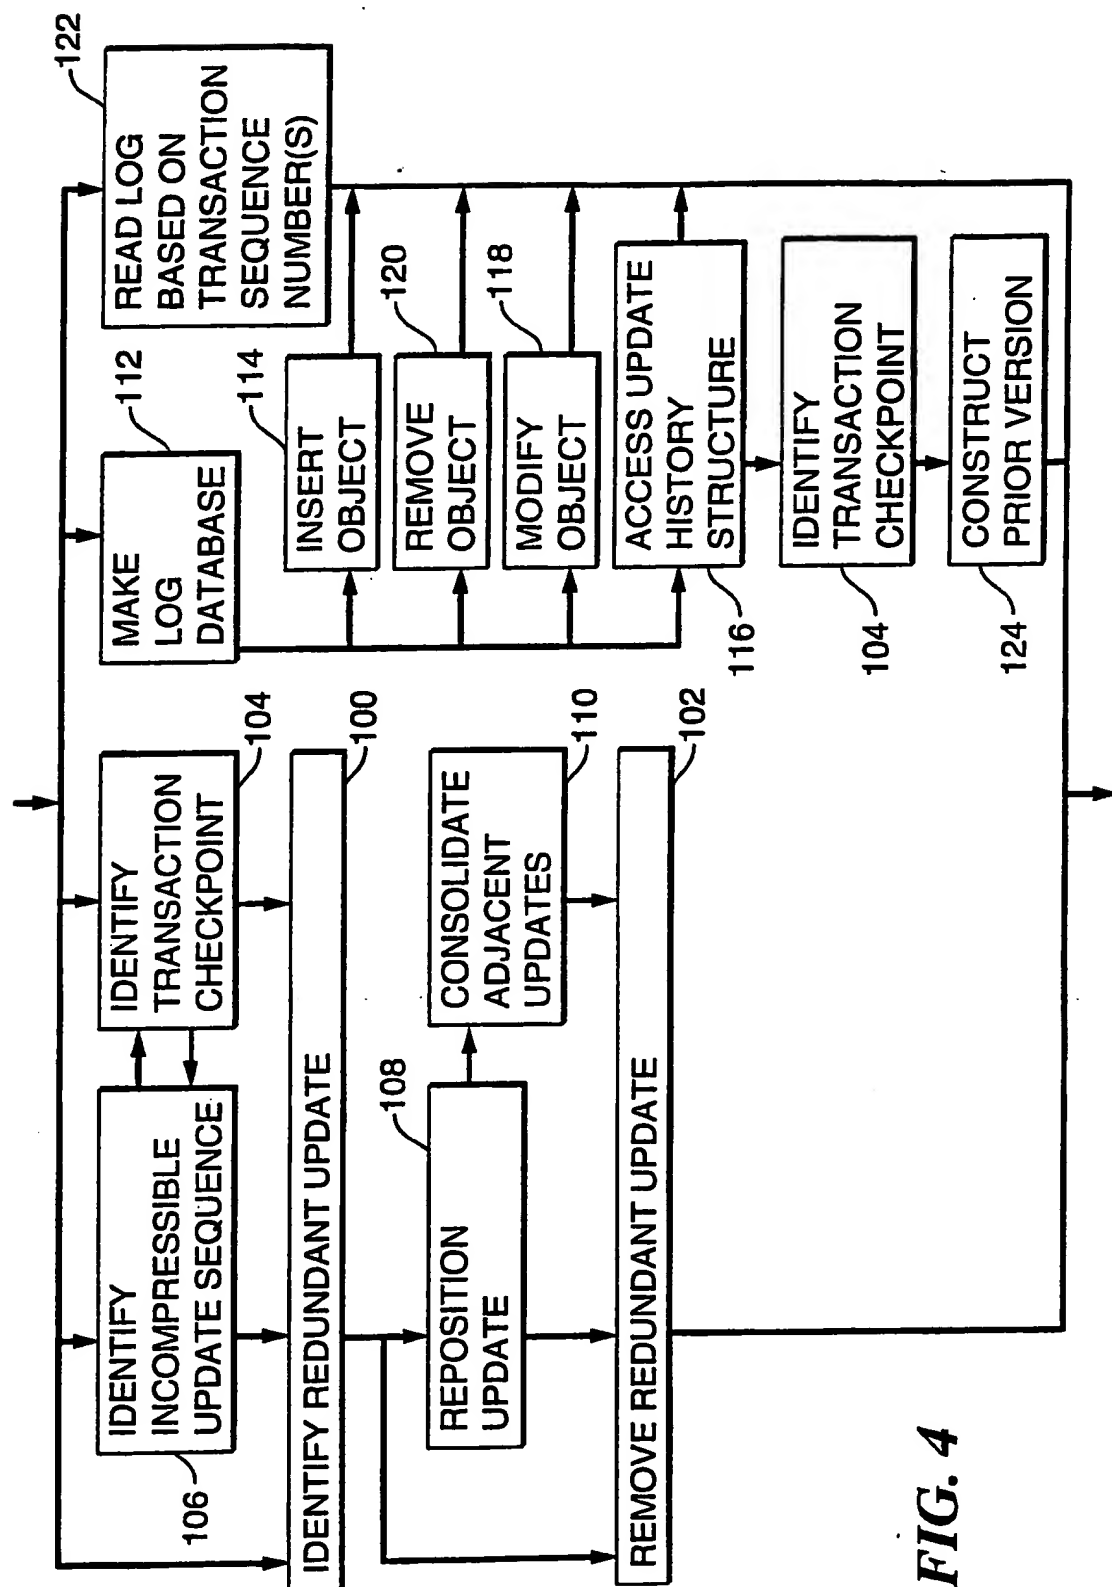 IDENTIFY
INCOMPRESSIBLE
UPDATE SEQUENCE
106
IDENTIFY
TRANSACTION
CHECKPOINT
104
MAKE
LOG
DATABASE
112
READ LOG
BASED ON
TRANSACTION
SEQUENCE
NUMBER(S)
122
IDENTIFY REDUNDANT UPDATE
100
INSERT
OBJECT
114
REMOVE
OBJECT
120
REPOSITION
UPDATE
108
CONSOLIDATE
ADJACENT
UPDATES
110
MODIFY
OBJECT
118
REMOVE REDUNDANT UPDATE
102
ACCESS UPDATE
HISTORY
STRUCTURE
116
IDENTIFY
TRANSACTION
CHECKPOINT
104
CONSTRUCT
PRIOR VERSION
124
FIG. 4